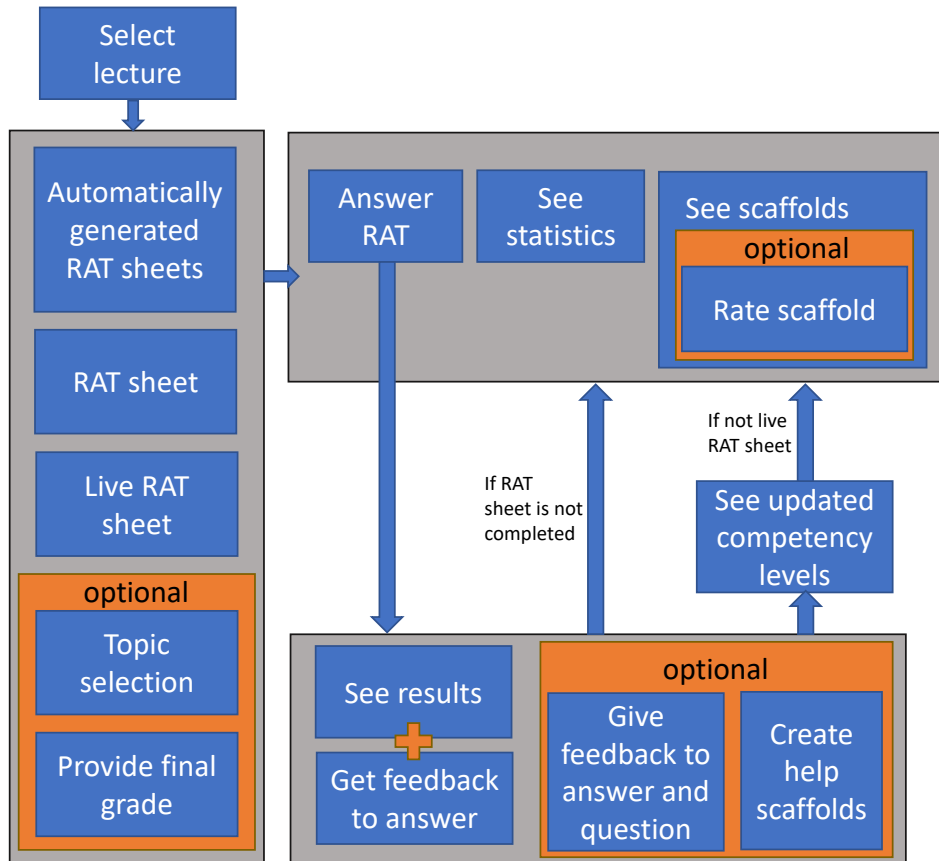 Select
lecture
Automatically
generated
RAT sheets
RAT sheet
Live RAT
sheet
optional
Topic
selection
Provide final
grade
Answer
RAT
See
statistics
See scaffolds
optional
Rate scaffold
If RAT
sheet is not
completed
If not live
RAT sheet
See updated
competency
levels
See results
Get feedback
to answer
optional
Give
feedback to
answer and
question
Create
help
scaffolds